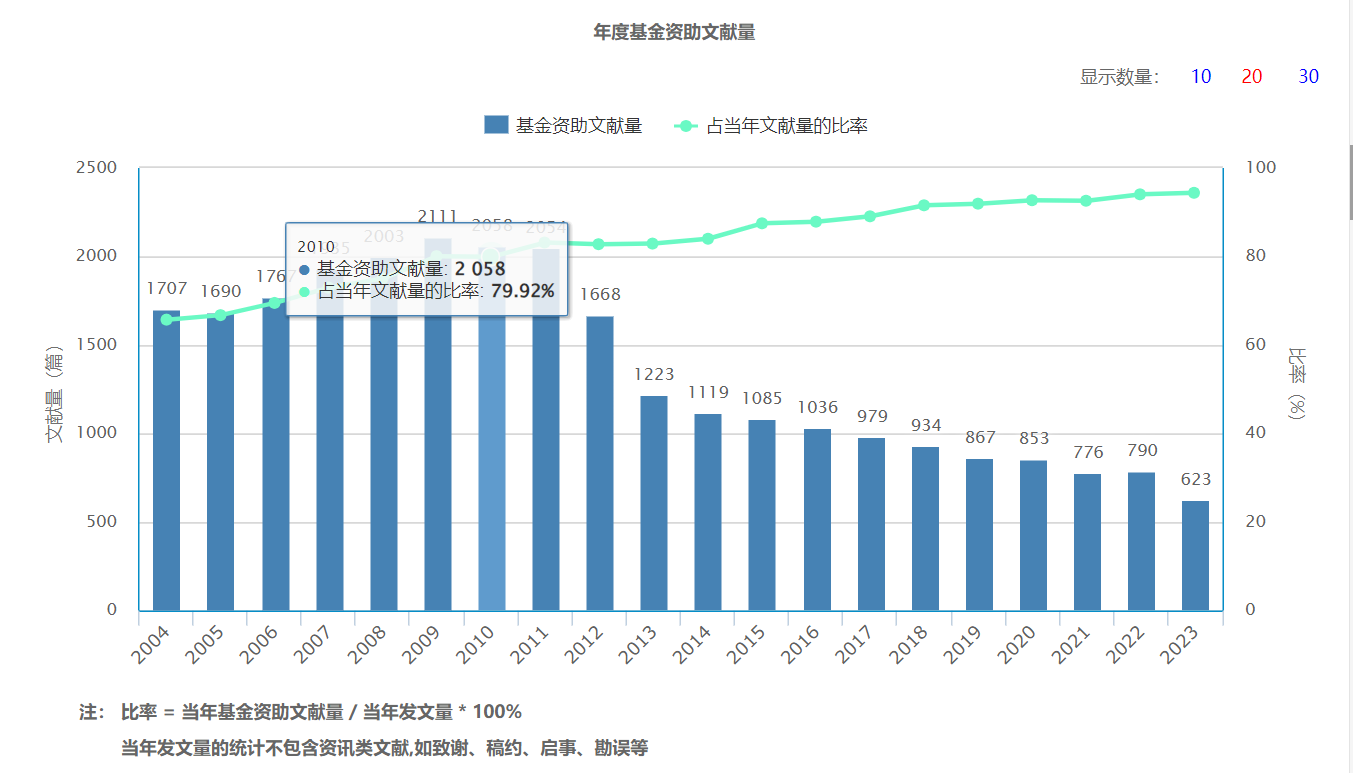 年度基金资助文献量
显示数量： 10 20 30
基金资助文献量 占当年文献量的比率
2500 100
2111 2058 2054
2003
2010
2000 80
基金资助文献量: 2 058
1767
1707 1690 占当年文献量的比率: 79.92% 1668
1500 60
文献量（篇） 比率（%）
1223
1119 1085 1036
979 934
1000 40
867 853
776 790
623
500 20
0 0
2004 2005 2006 2007 2008 2009 2010 2011 2012 2013 2014 2015 2016 2017 2018 2019 2020 2021 2022 2023
注： 比率 = 当年基金资助文献量 / 当年发文量 * 100%
当年发文量的统计不包含资讯类文献,如致谢、稿约、启事、勘误等